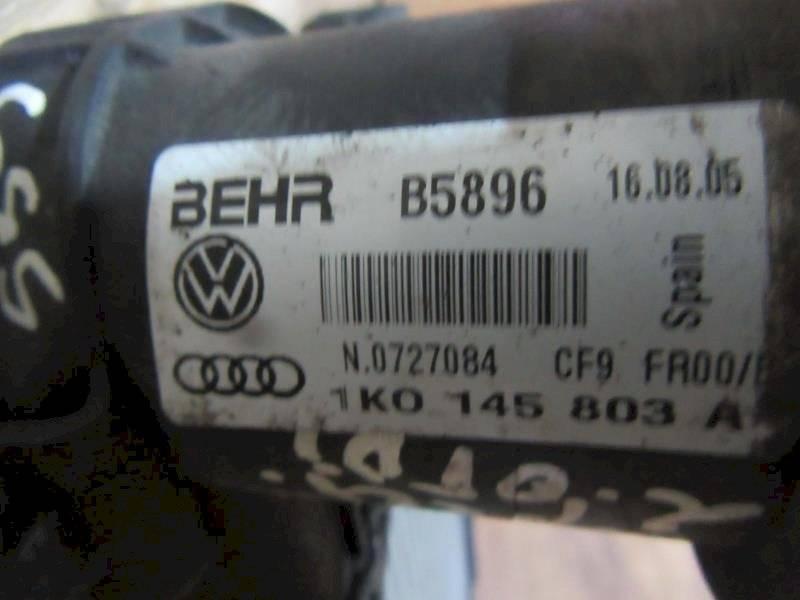 BEHR B5896 16.08.05
Spain
N.0727084 CF9 FR00/
1K0 145 803 A